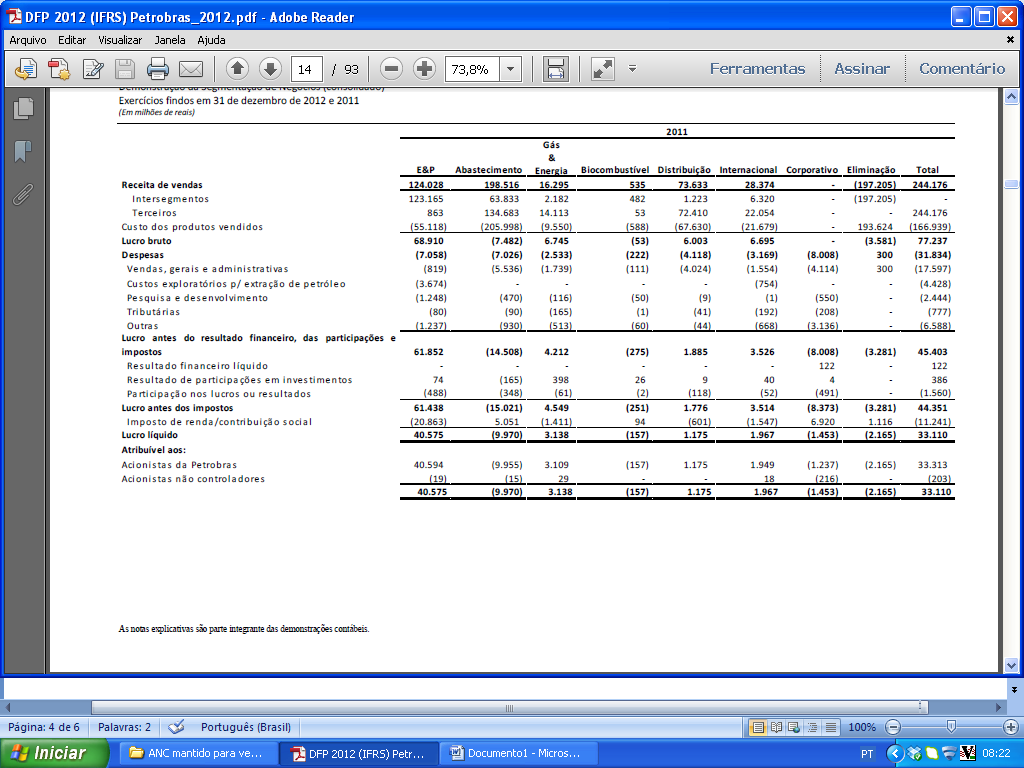 DFP 2012 (IFRS) Petrobras_2012.pdf - Adobe Reader
Arquivo Editar Visualizar Janela Ajuda
14 / 93 73,8% Ferramentas Assinar Comentário
Demonstração da Segmentação de Negócios (Consolidado)
Exercícios findos em 31 de dezembro de 2012 e 2011
(Em milhões de reais)
2011
E&P Abastecimento Gás & Energia Biocombustível Distribuição Internacional Corporativo Eliminação Total
Receita de vendas 124.028 198.516 16.295 535 73.633 28.374 - (197.205) 244.176
Intersegmentos 123.165 63.833 2.182 482 1.223 6.320 - (197.205) -
Terceiros 863 134.683 14.113 53 72.410 22.054 - - 244.176
Custo dos produtos vendidos (55.118) (205.998) (9.550) (588) (67.630) (21.679) - 193.624 (166.939)
Lucro bruto 68.910 (7.482) 6.745 (53) 6.003 6.695 - (3.581) 77.237
Despesas (7.058) (7.026) (2.533) (222) (4.118) (3.169) (8.008) 300 (31.834)
Vendas, gerais e administrativas (819) (5.536) (1.739) (111) (4.024) (1.554) (4.114) 300 (17.597)
Custos exploratórios p/ extração de petróleo (3.674) - - - - (754) - - (4.428)
Pesquisa e desenvolvimento (1.248) (470) (116) (50) (9) (1) (550) - (2.444)
Tributárias (80) (90) (165) (1) (41) (192) (208) - (777)
Outras (1.237) (930) (513) (60) (44) (668) (3.136) - (6.588)
Lucro antes do resultado financeiro, das participações e
impostos 61.852 (14.508) 4.212 (275) 1.885 3.526 (8.008) (3.281) 45.403
Resultado financeiro líquido - - - - - - 122 - 122
Resultado de participações em investimentos 74 (165) 398 26 9 40 4 - 386
Participação nos lucros ou resultados (488) (348) (61) (2) (118) (52) (491) - (1.560)
Lucro antes dos impostos 61.438 (15.021) 4.549 (251) 1.776 3.514 (8.373) (3.281) 44.351
Imposto de renda/contribuição social (20.863) 5.051 (1.411) 94 (601) (1.547) 6.920 1.116 (11.241)
Lucro líquido 40.575 (9.970) 3.138 (157) 1.175 1.967 (1.453) (2.165) 33.110
Atribuível aos:
Acionistas da Petrobras 40.594 (9.955) 3.109 (157) 1.175 1.949 (1.237) (2.165) 33.313
Acionistas não controladores (19) (15) 29 - - 18 (216) - (203)
40.575 (9.970) 3.138 (157) 1.175 1.967 (1.453) (2.165) 33.110
As notas explicativas são parte integrante das demonstrações contábeis.
Página: 4 de 6 Palavras: 2 Português (Brasil) 100%
Iniciar ANC mantido para ve... DFP 2012 (IFRS) Petr... Documento1 - Micros... PT 08:22